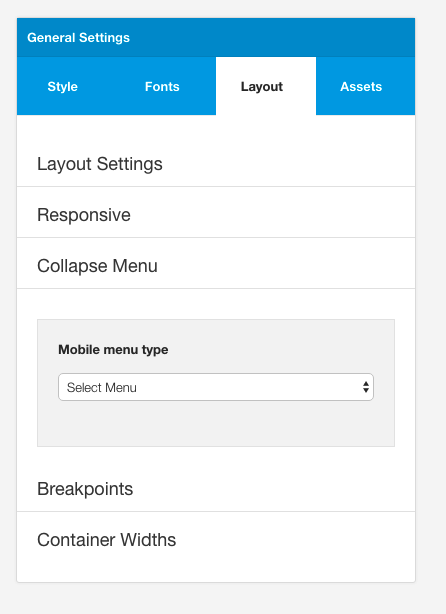 General Settings
Style Fonts Layout Assets
Layout Settings
Responsive
Collapse Menu
Mobile menu type
Select Menu
Breakpoints
Container Widths